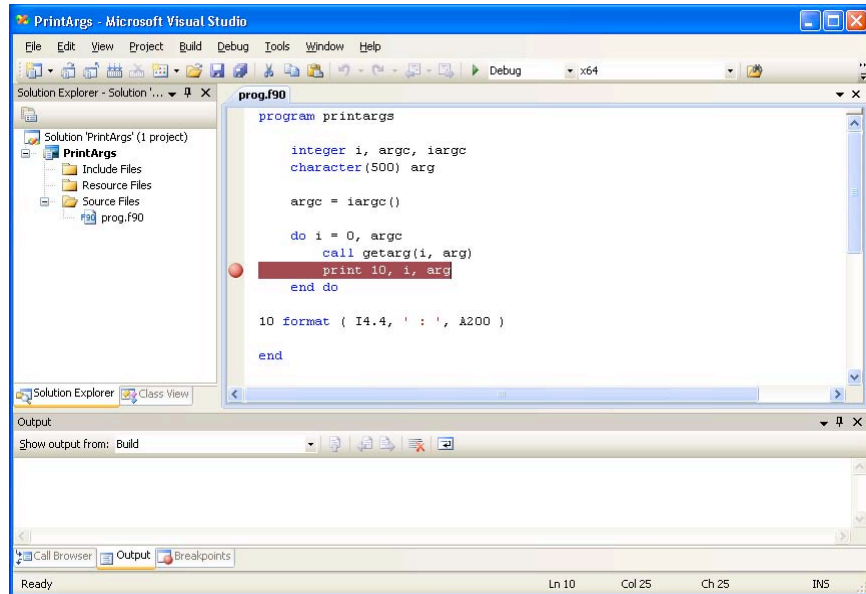 PrintArgs - Microsoft Visual Studio
File Edit View Project Build Debug Tools Window Help
Debug x64
Solution Explorer - Solution '...
prog.f90
Solution 'PrintArgs' (1 project)
PrintArgs
Include Files
Resource Files
Source Files
F90 prog.f90
program printargs
integer i, argc, iargc
character(500) arg
argc = iargc()
do i = 0, argc
call getarg(i, arg)
print 10, i, arg
end do
10 format ( I4.4, ' : ', A200 )
end
Solution Explorer Class View
Output
Show output from: Build
Call Browser Output Breakpoints
Ready Ln 10 Col 25 Ch 25 INS